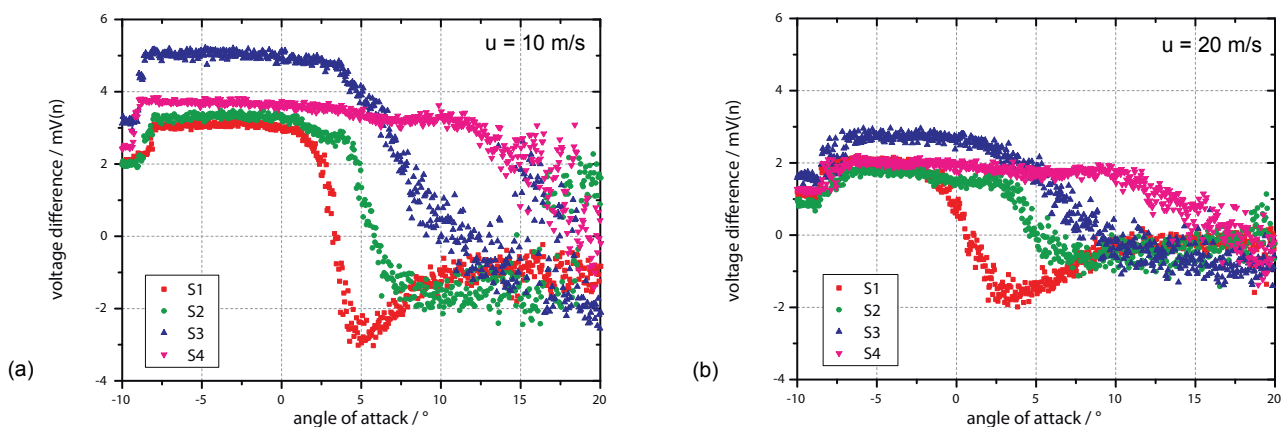 u = 10 m/s
6
4
2
0
-2
-4
voltage difference / mV(n)
S1
S2
S3
S4
-10
-5
0
5
10
15
20
angle of attack / °
(a)
u = 20 m/s
6
4
2
0
-2
-4
voltage difference / mV(n)
S1
S2
S3
S4
-10
-5
0
5
10
15
20
angle of attack / °
(b)